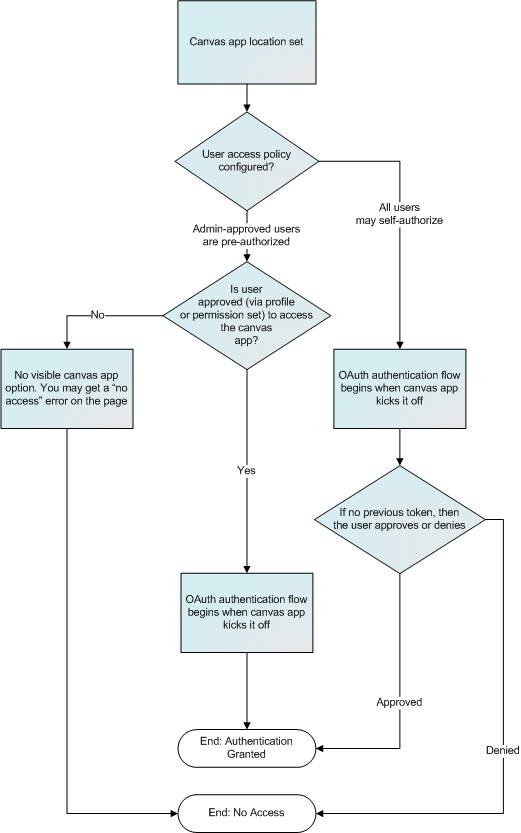 Canvas app location set
User access policy
configured?
All users
may self-authorize
Admin-approved users
are pre-authorized
Is user
approved (via profile
or permission set) to access
the canvas
app?
No
No visible canvas app
option. You may get a “no
access” error on the page
OAuth authentication flow
begins when canvas app
kicks it off
Yes
If no previous token, then
the user approves or denies
OAuth authentication flow
begins when canvas app
kicks it off
Approved
End: Authentication
Granted
Denied
End: No Access